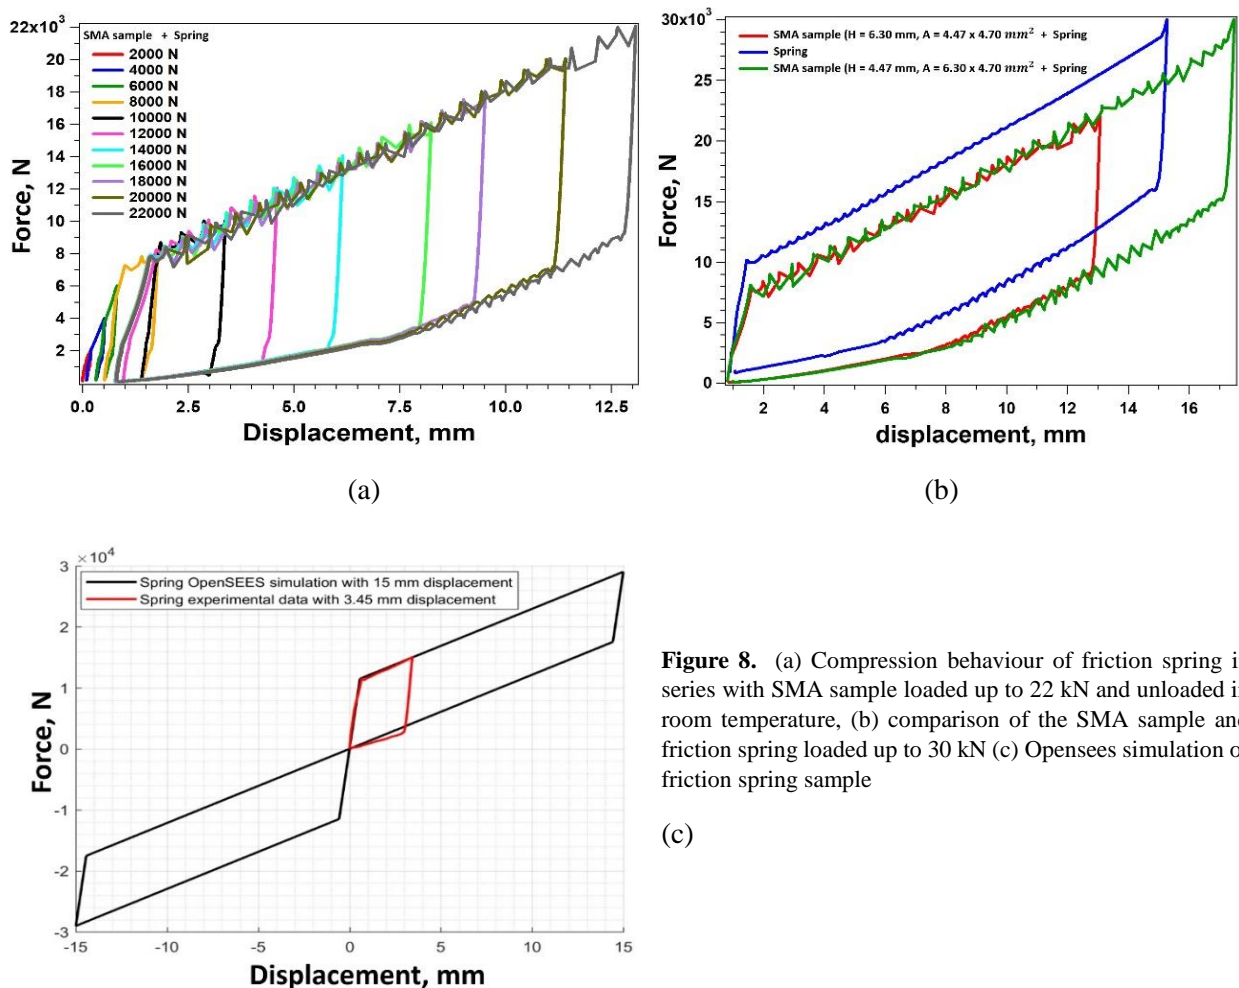 22x10³
20
18
16
14
12
10
8
6
4
2
Force, N
SMA sample + Spring
2000 N
4000 N
6000 N
8000 N
10000 N
12000 N
14000 N
16000 N
18000 N
20000 N
22000 N
0.0 2.5 5.0 7.5 10.0 12.5
Displacement, mm
(a)
30x10³
25
20
15
10
5
0
Force, N
SMA sample (H = 6.30 mm, A = 4.47 x 4.70 mm² + Spring
Spring
SMA sample (H = 4.47 mm, A = 6.30 x 4.70 mm² + Spring
2 4 6 8 10 12 14 16
displacement, mm
(b)
× 10⁴
3
2
1
0
-1
-2
-3
Force, N
Spring OpenSEES simulation with 15 mm displacement
Spring experimental data with 3.45 mm displacement
-15 -10 -5 0 5 10 15
Displacement, mm
Figure 8. (a) Compression behaviour of friction spring i
series with SMA sample loaded up to 22 kN and unloaded i
room temperature, (b) comparison of the SMA sample and
friction spring loaded up to 30 kN (c) Opensees simulation o
friction spring sample
(c)